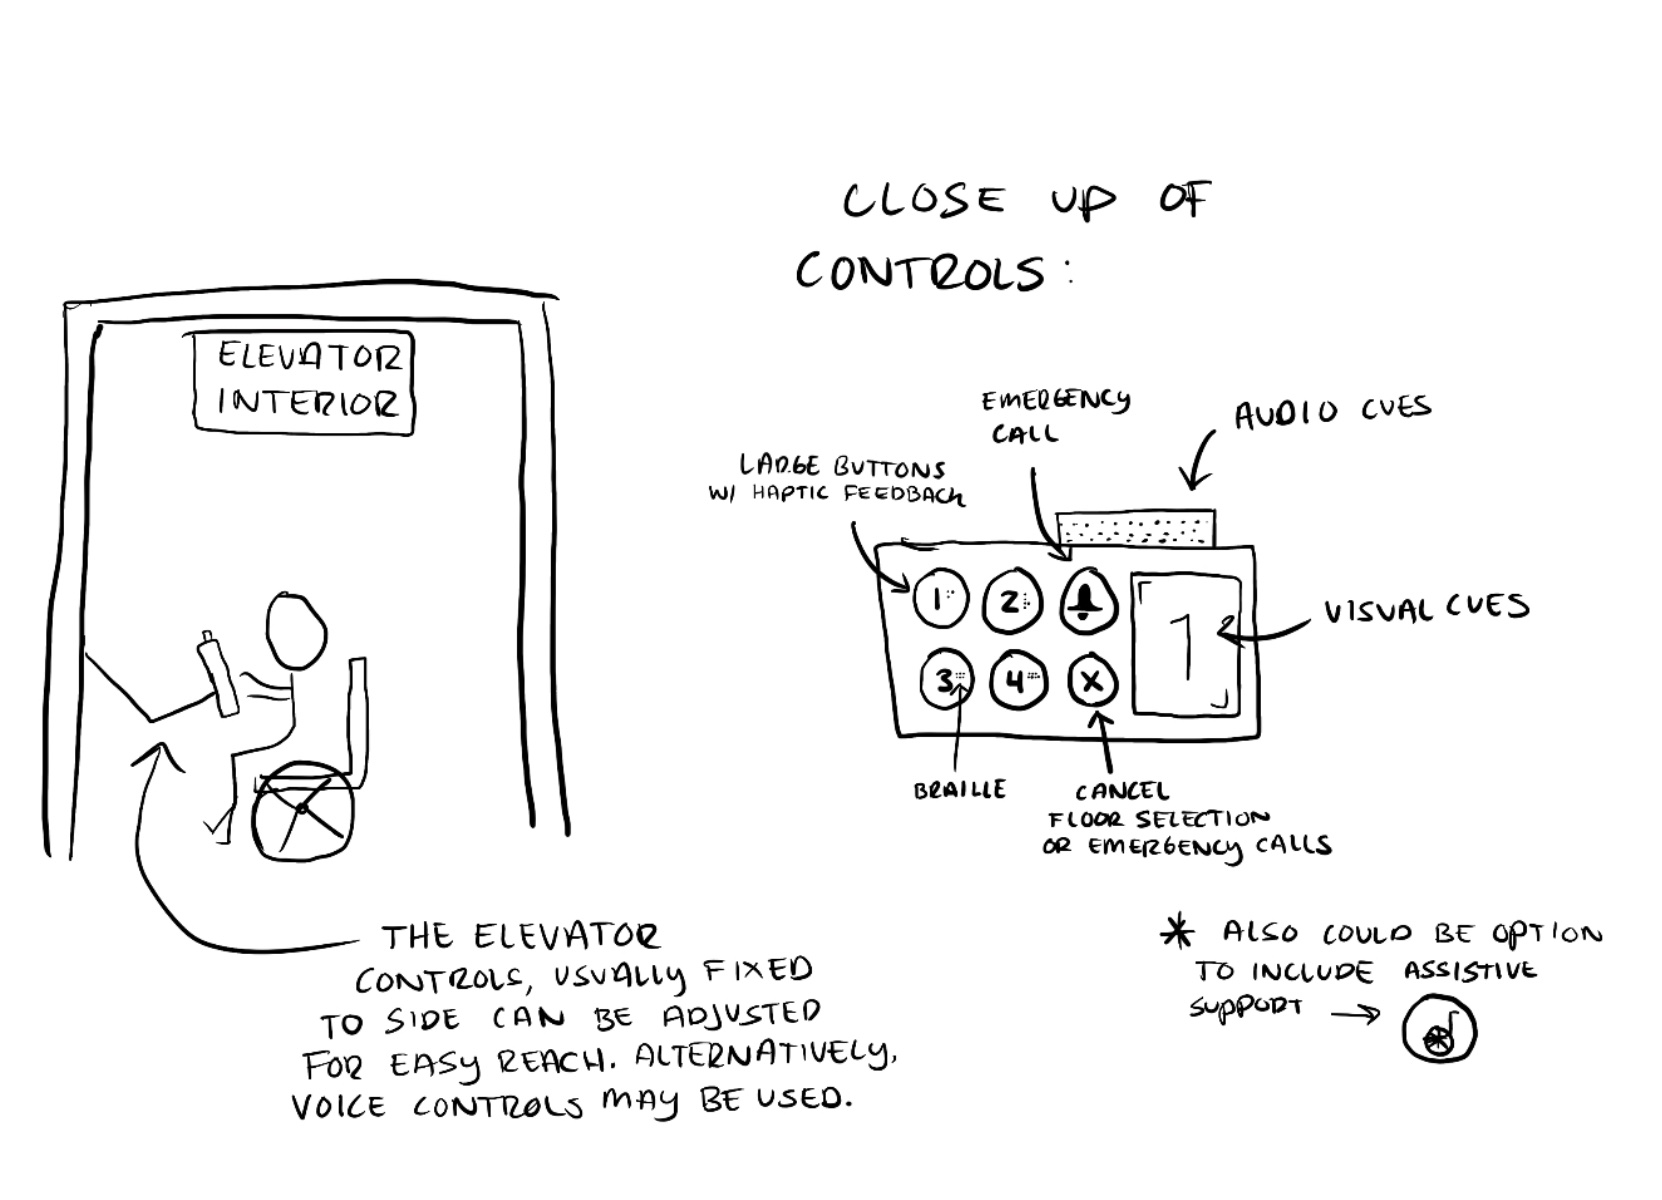 CLOSE UP OF
CONTROLS:
ELEVATOR
INTERIOR
EMERGENCY
CALL
AUDIO CUES
LARGE BUTTONS
W/ HAPTIC FEEDBACK
1
2
1
2
VISUAL CUES
3
4
X
BRAILLE
CANCEL
FLOOR SELECTION
OR EMERGENCY CALLS
THE ELEVATOR
CONTROLS, USUALLY FIXED
TO SIDE CAN BE ADJUSTED
FOR EASY REACH. ALTERNATIVELY,
VOICE CONTROLS MAY BE USED.
* ALSO COULD BE OPTION
TO INCLUDE ASSISTIVE
SUPPORT →